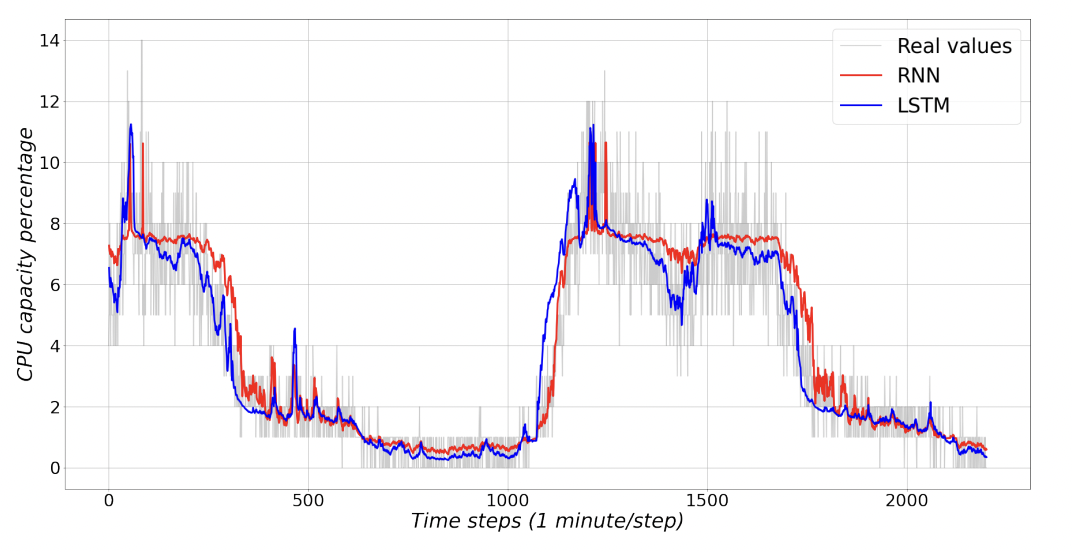 14
12
10
8
6
4
2
0
CPU capacity percentage
Real values
RNN
LSTM
0 500 1000 1500 2000
Time steps (1 minute/step)